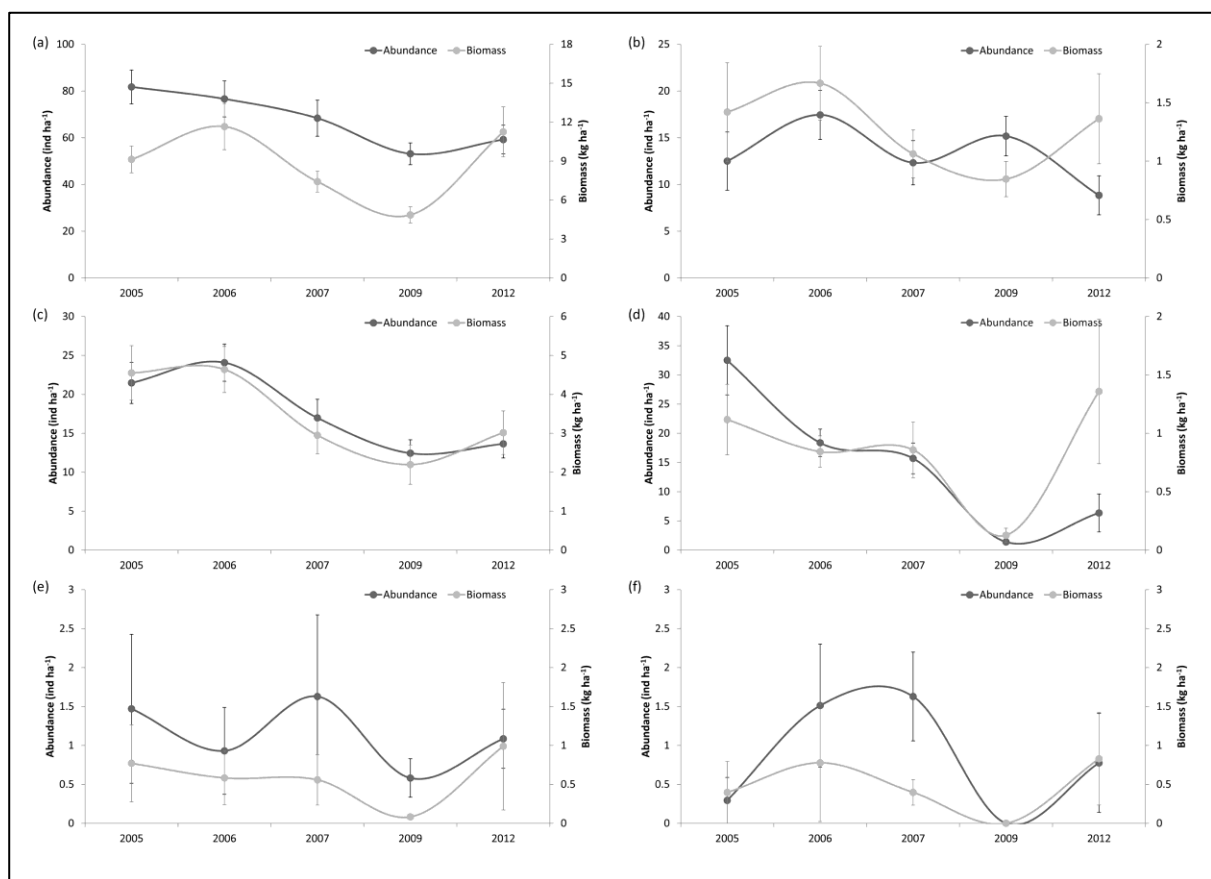 (a)
Abundance Biomass
Abundance (ind ha⁻¹)
100
80
60
40
20
0
18
15
12
9
6
3
0
Biomass (kg ha⁻¹)
2005 2006 2007 2009 2012
(b)
Abundance Biomass
Abundance (ind ha⁻¹)
25
20
15
10
5
0
2
1.5
1
0.5
0
Biomass (kg ha⁻¹)
2005 2006 2007 2009 2012
(c)
Abundance Biomass
Abundance (ind ha⁻¹)
30
25
20
15
10
5
0
6
5
4
3
2
1
0
Biomass (kg ha⁻¹)
2005 2006 2007 2009 2012
(d)
Abundance Biomass
Abundance (ind ha⁻¹)
40
35
30
25
20
15
10
5
0
2
1.5
1
0.5
0
Biomass (kg ha⁻¹)
2005 2006 2007 2009 2012
(e)
Abundance Biomass
Abundance (ind ha⁻¹)
3
2.5
2
1.5
1
0.5
0
3
2.5
2
1.5
1
0.5
0
Biomass (kg ha⁻¹)
2005 2006 2007 2009 2012
(f)
Abundance Biomass
Abundance (ind ha⁻¹)
3
2.5
2
1.5
1
0.5
0
3
2.5
2
1.5
1
0.5
0
Biomass (kg ha⁻¹)
2005 2006 2007 2009 2012